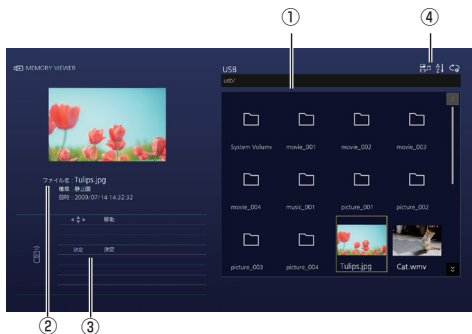 ① ④
MEMORY VIEWER
USB
usb/
System Volume movie_001 movie_002 movie_003
movie_004 music_001 picture_001 picture_002
picture_003 picture_004 Tulips.jpg Cat.wmv
ファイル名 : Tulips.jpg
種類 : 静止画
日時 : 2009/07/14 14:32:32
移動
決定 決定
② ③